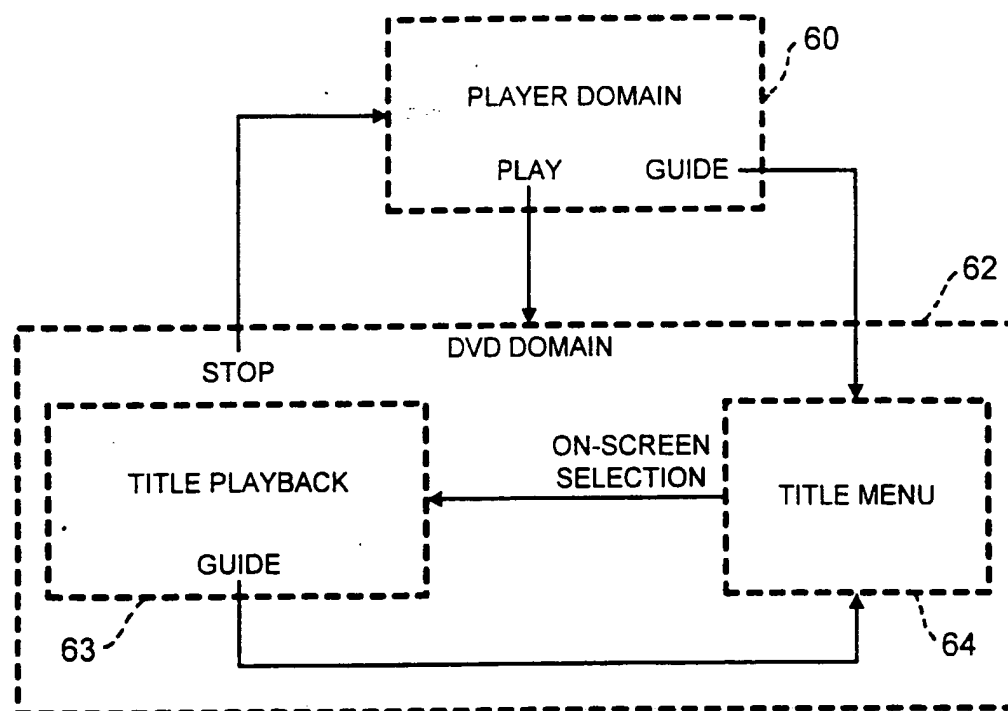 60
PLAYER DOMAIN
PLAY GUIDE
62
DVD DOMAIN
STOP
ON-SCREEN
SELECTION
TITLE PLAYBACK
TITLE MENU
GUIDE
63
64